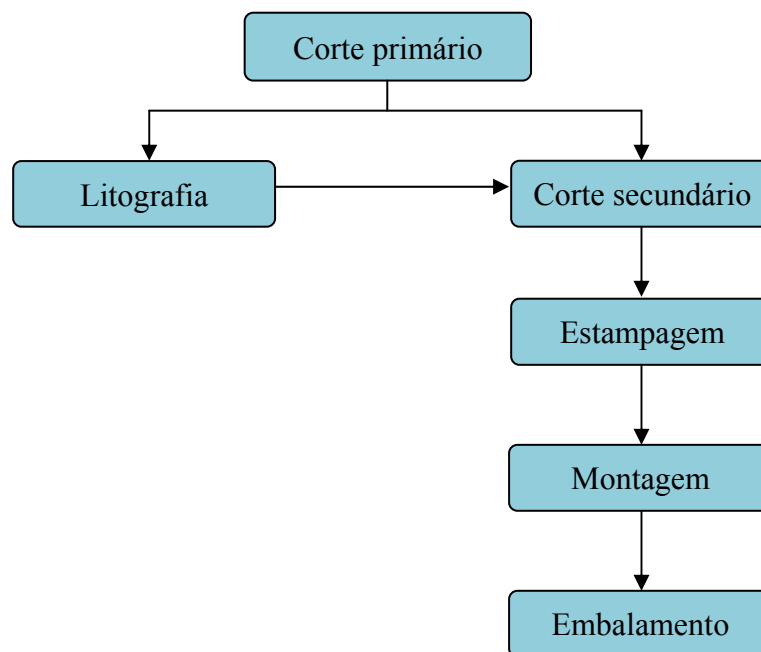 Corte primário
Litografia
Corte secundário
Estampagem
Montagem
Embalamento